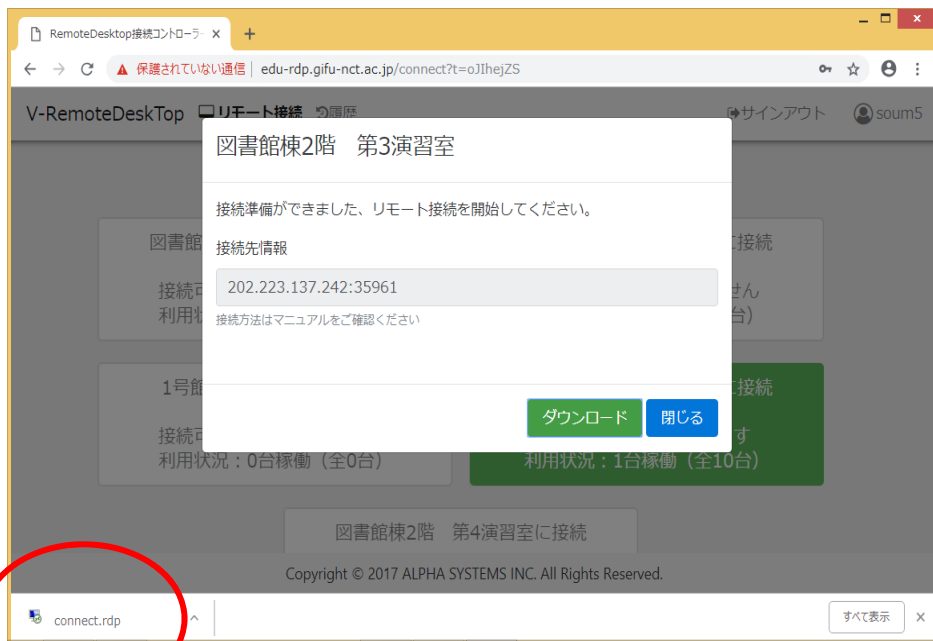 RemoteDesktop接続コントローラー
保護されていない通信 | edu-rdp.gifu-nct.ac.jp/connect?t=oJIhejZS
V-RemoteDeskTop リモート接続 履歴 サインアウト soum5
図書館棟2階　第3演習室
接続準備ができました、リモート接続を開始してください。
接続先情報
202.223.137.242:35961
接続方法はマニュアルをご確認ください
ダウンロード 閉じる
図書館
接続可
利用状
に接続
せん
台）
1号館
接続可
利用状況：0台稼働（全0台）
に接続
す
利用状況：1台稼働（全10台）
図書館棟2階　第4演習室に接続
Copyright © 2017 ALPHA SYSTEMS INC. All Rights Reserved.
connect.rdp すべて表示